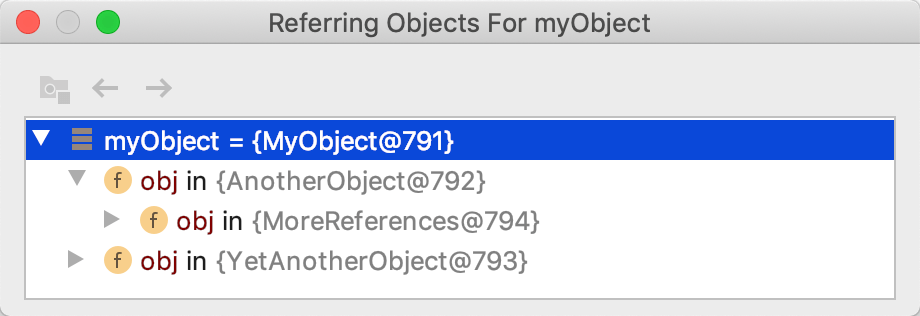 Referring Objects For myObject
myObject = {MyObject@791}
f obj in {AnotherObject@792}
f obj in {MoreReferences@794}
f obj in {YetAnotherObject@793}